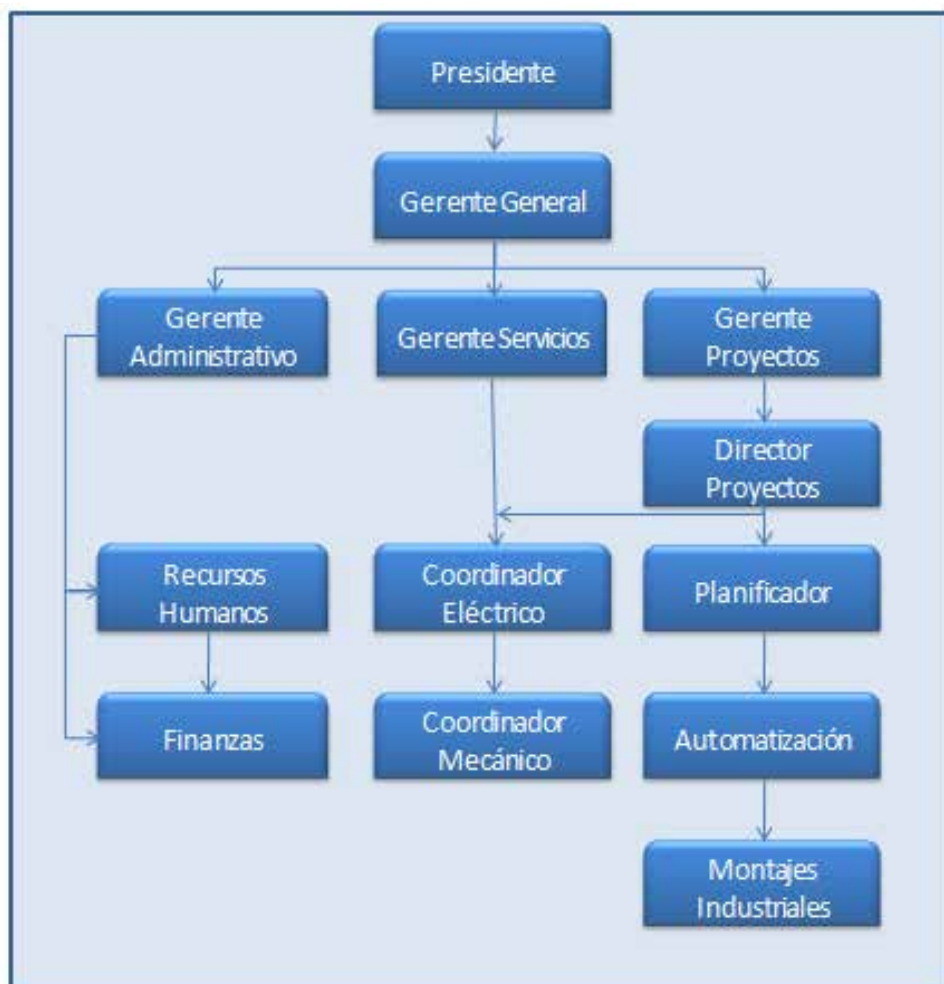 Presidente
Gerente General
Gerente
Administrativo
Gerente Servicios
Gerente
Proyectos
Director
Proyectos
Recursos
Humanos
Coordinador
Eléctrico
Planificador
Finanzas
Coordinador
Mecánico
Automatización
Montajes
Industriales